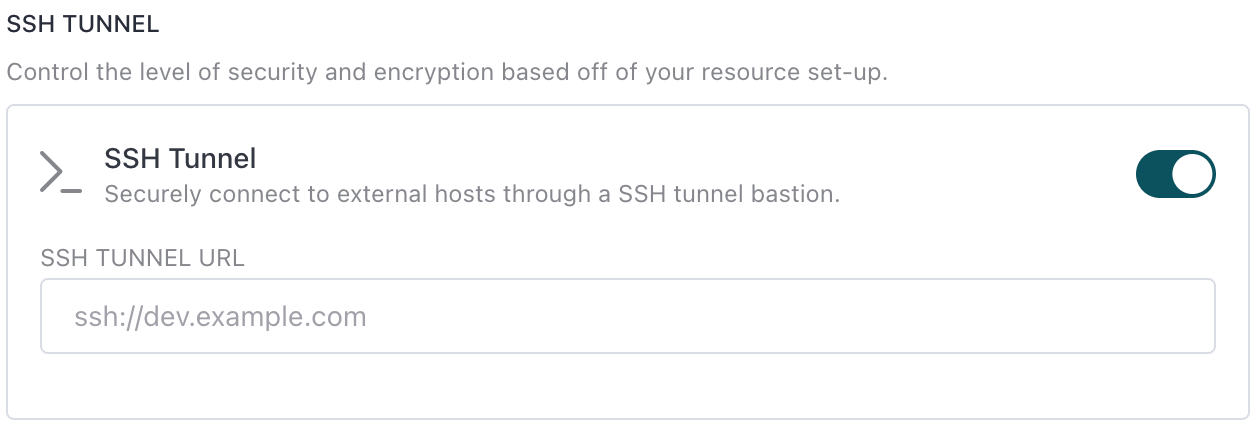 SSH TUNNEL
Control the level of security and encryption based off of your resource set-up.
SSH Tunnel
Securely connect to external hosts through a SSH tunnel bastion.
SSH TUNNEL URL
ssh://dev.example.com